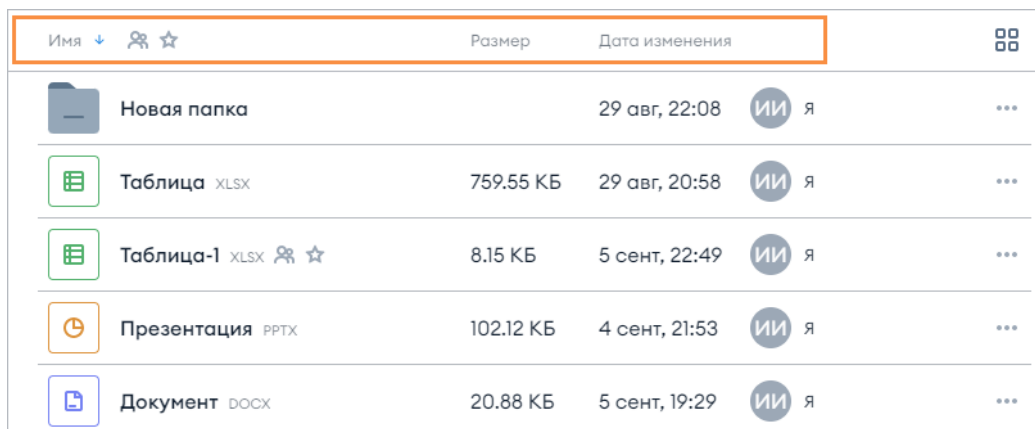 Имя Размер Дата изменения
Новая папка 29 авг, 22:08 ИИ Я
Таблица XLSX 759.55 КБ 29 авг, 20:58 ИИ Я
Таблица-1 XLSX 8.15 КБ 5 сент, 22:49 ИИ Я
Презентация PPTX 102.12 КБ 4 сент, 21:53 ИИ Я
Документ DOCX 20.88 КБ 5 сент, 19:29 ИИ Я